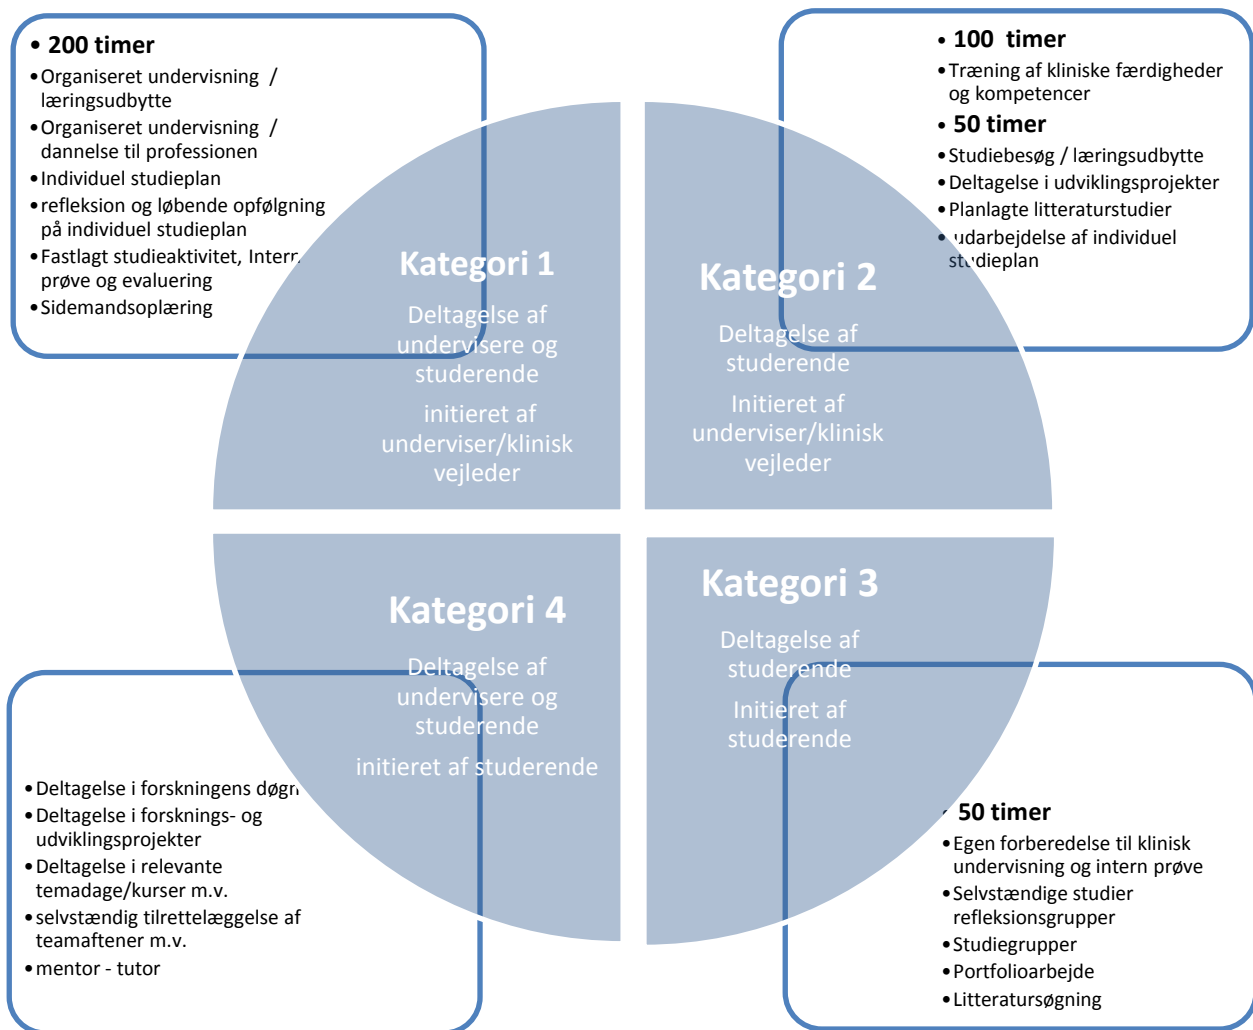 • 200 timer
•Organiseret undervisning /
læringsudbytte
•Organiseret undervisning /
dannelse til professionen
•Individuel studieplan
•refleksion og løbende opfølgning
på individuel studieplan
•Fastlagt studieaktivitet, Intern
prøve og evaluering
•Sidemandsoplæring
Kategori 1
Deltagelse af
undervisere og
studerende
initieret af
underviser/klinisk
vejleder
• 100 timer
•Træning af kliniske færdigheder
og kompetencer
• 50 timer
•Studiebesøg / læringsudbytte
•Deltagelse i udviklingsprojekter
•Planlagte litteraturstudier
•udarbejdelse af individuel
studieplan
Kategori 2
Deltagelse af
studerende
Initieret af
underviser/klinisk
vejleder
Kategori 4
Deltagelse af
undervisere og
studerende
initieret af studerende
•Deltagelse i forskningens døgn
•Deltagelse i forsknings- og
udviklingsprojekter
•Deltagelse i relevante
temadage/kurser m.v.
•selvstændig tilrettelæggelse af
teamaftener m.v.
•mentor - tutor
Kategori 3
Deltagelse af
studerende
Initieret af
studerende
• 50 timer
•Egen forberedelse til klinisk
undervisning og intern prøve
•Selvstændige studier
refleksionsgrupper
•Studiegrupper
•Portfolioarbejde
•Litteratursøgning